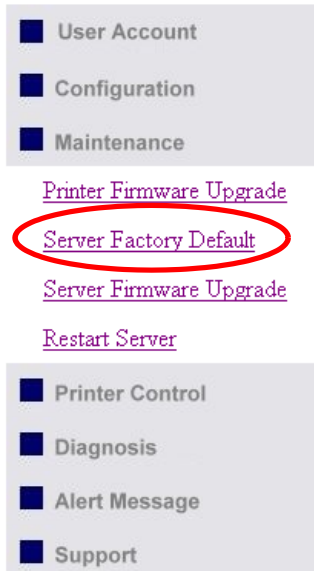 User Account
Configuration
Maintenance
Printer Firmware Upgrade
Server Factory Default
Server Firmware Upgrade
Restart Server
Printer Control
Diagnosis
Alert Message
Support